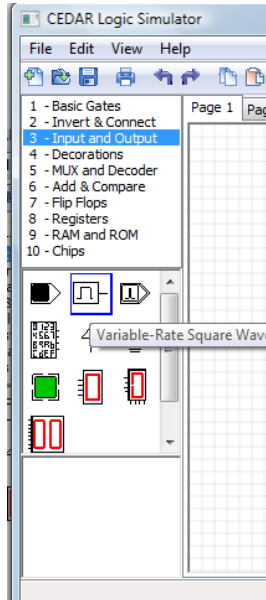 CEDAR Logic Simulator
File Edit View Help
1 - Basic Gates
2 - Invert & Connect
3 - Input and Output
4 - Decorations
5 - MUX and Decoder
6 - Add & Compare
7 - Flip Flops
8 - Registers
9 - RAM and ROM
10 - Chips
Page 1
Variable-Rate Square Wave